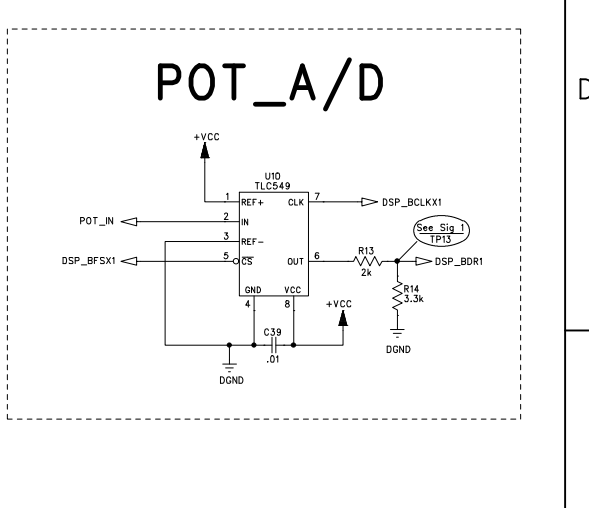 POT_A/D
D
+VCC
U10
TLC549
1 REF+ CLK 7 DSP_BCLKX1
POT_IN 2 IN
See Sig 1
TP13
3 REF-
DSP_BFSX1 5 CS OUT 6 R13 DSP_BDR1
2k
R14
3.3k
GND VCC
4 8 +VCC
C39
.01
DGND
DGND